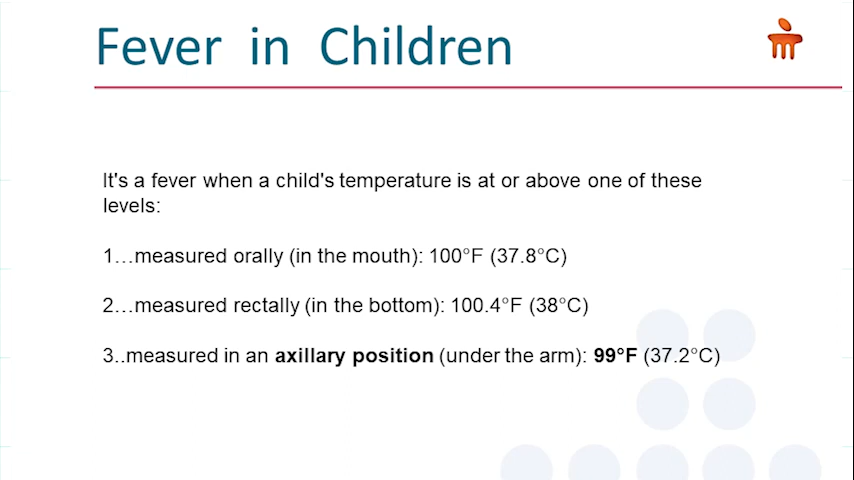 Fever in Children
It's a fever when a child's temperature is at or above one of these
levels:
1…measured orally (in the mouth): 100°F (37.8°C)
2…measured rectally (in the bottom): 100.4°F (38°C)
3..measured in an axillary position (under the arm): 99°F (37.2°C)